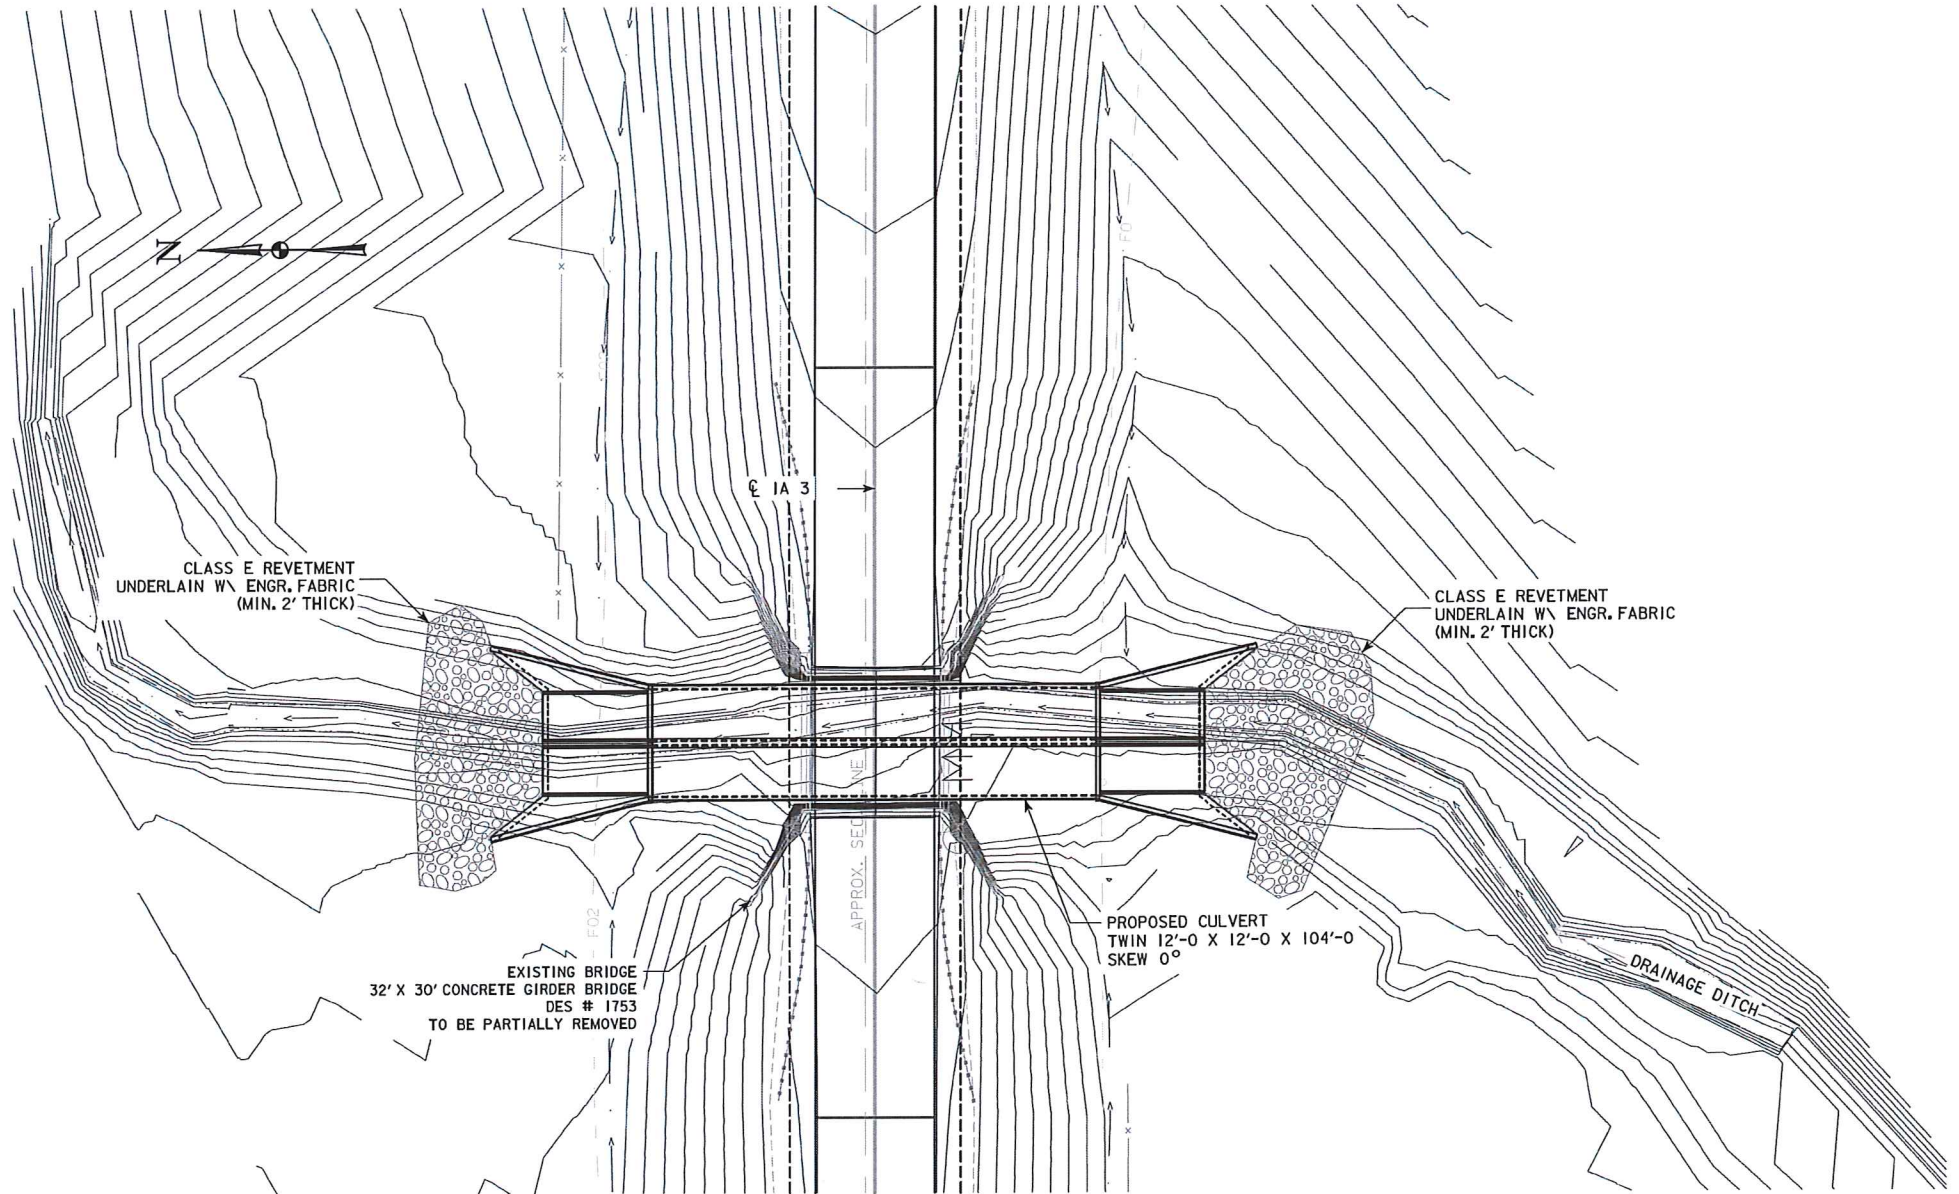 N
℄ IA 3
CLASS E REVETMENT
UNDERLAIN W\ ENGR. FABRIC
(MIN. 2' THICK)
CLASS E REVETMENT
UNDERLAIN W\ ENGR. FABRIC
(MIN. 2' THICK)
APPROX. SEC LINE
F02
PROPOSED CULVERT
TWIN 12'-0 X 12'-0 X 104'-0
SKEW 0°
EXISTING BRIDGE
32' X 30' CONCRETE GIRDER BRIDGE
DES # 1753
TO BE PARTIALLY REMOVED
DRAINAGE DITCH